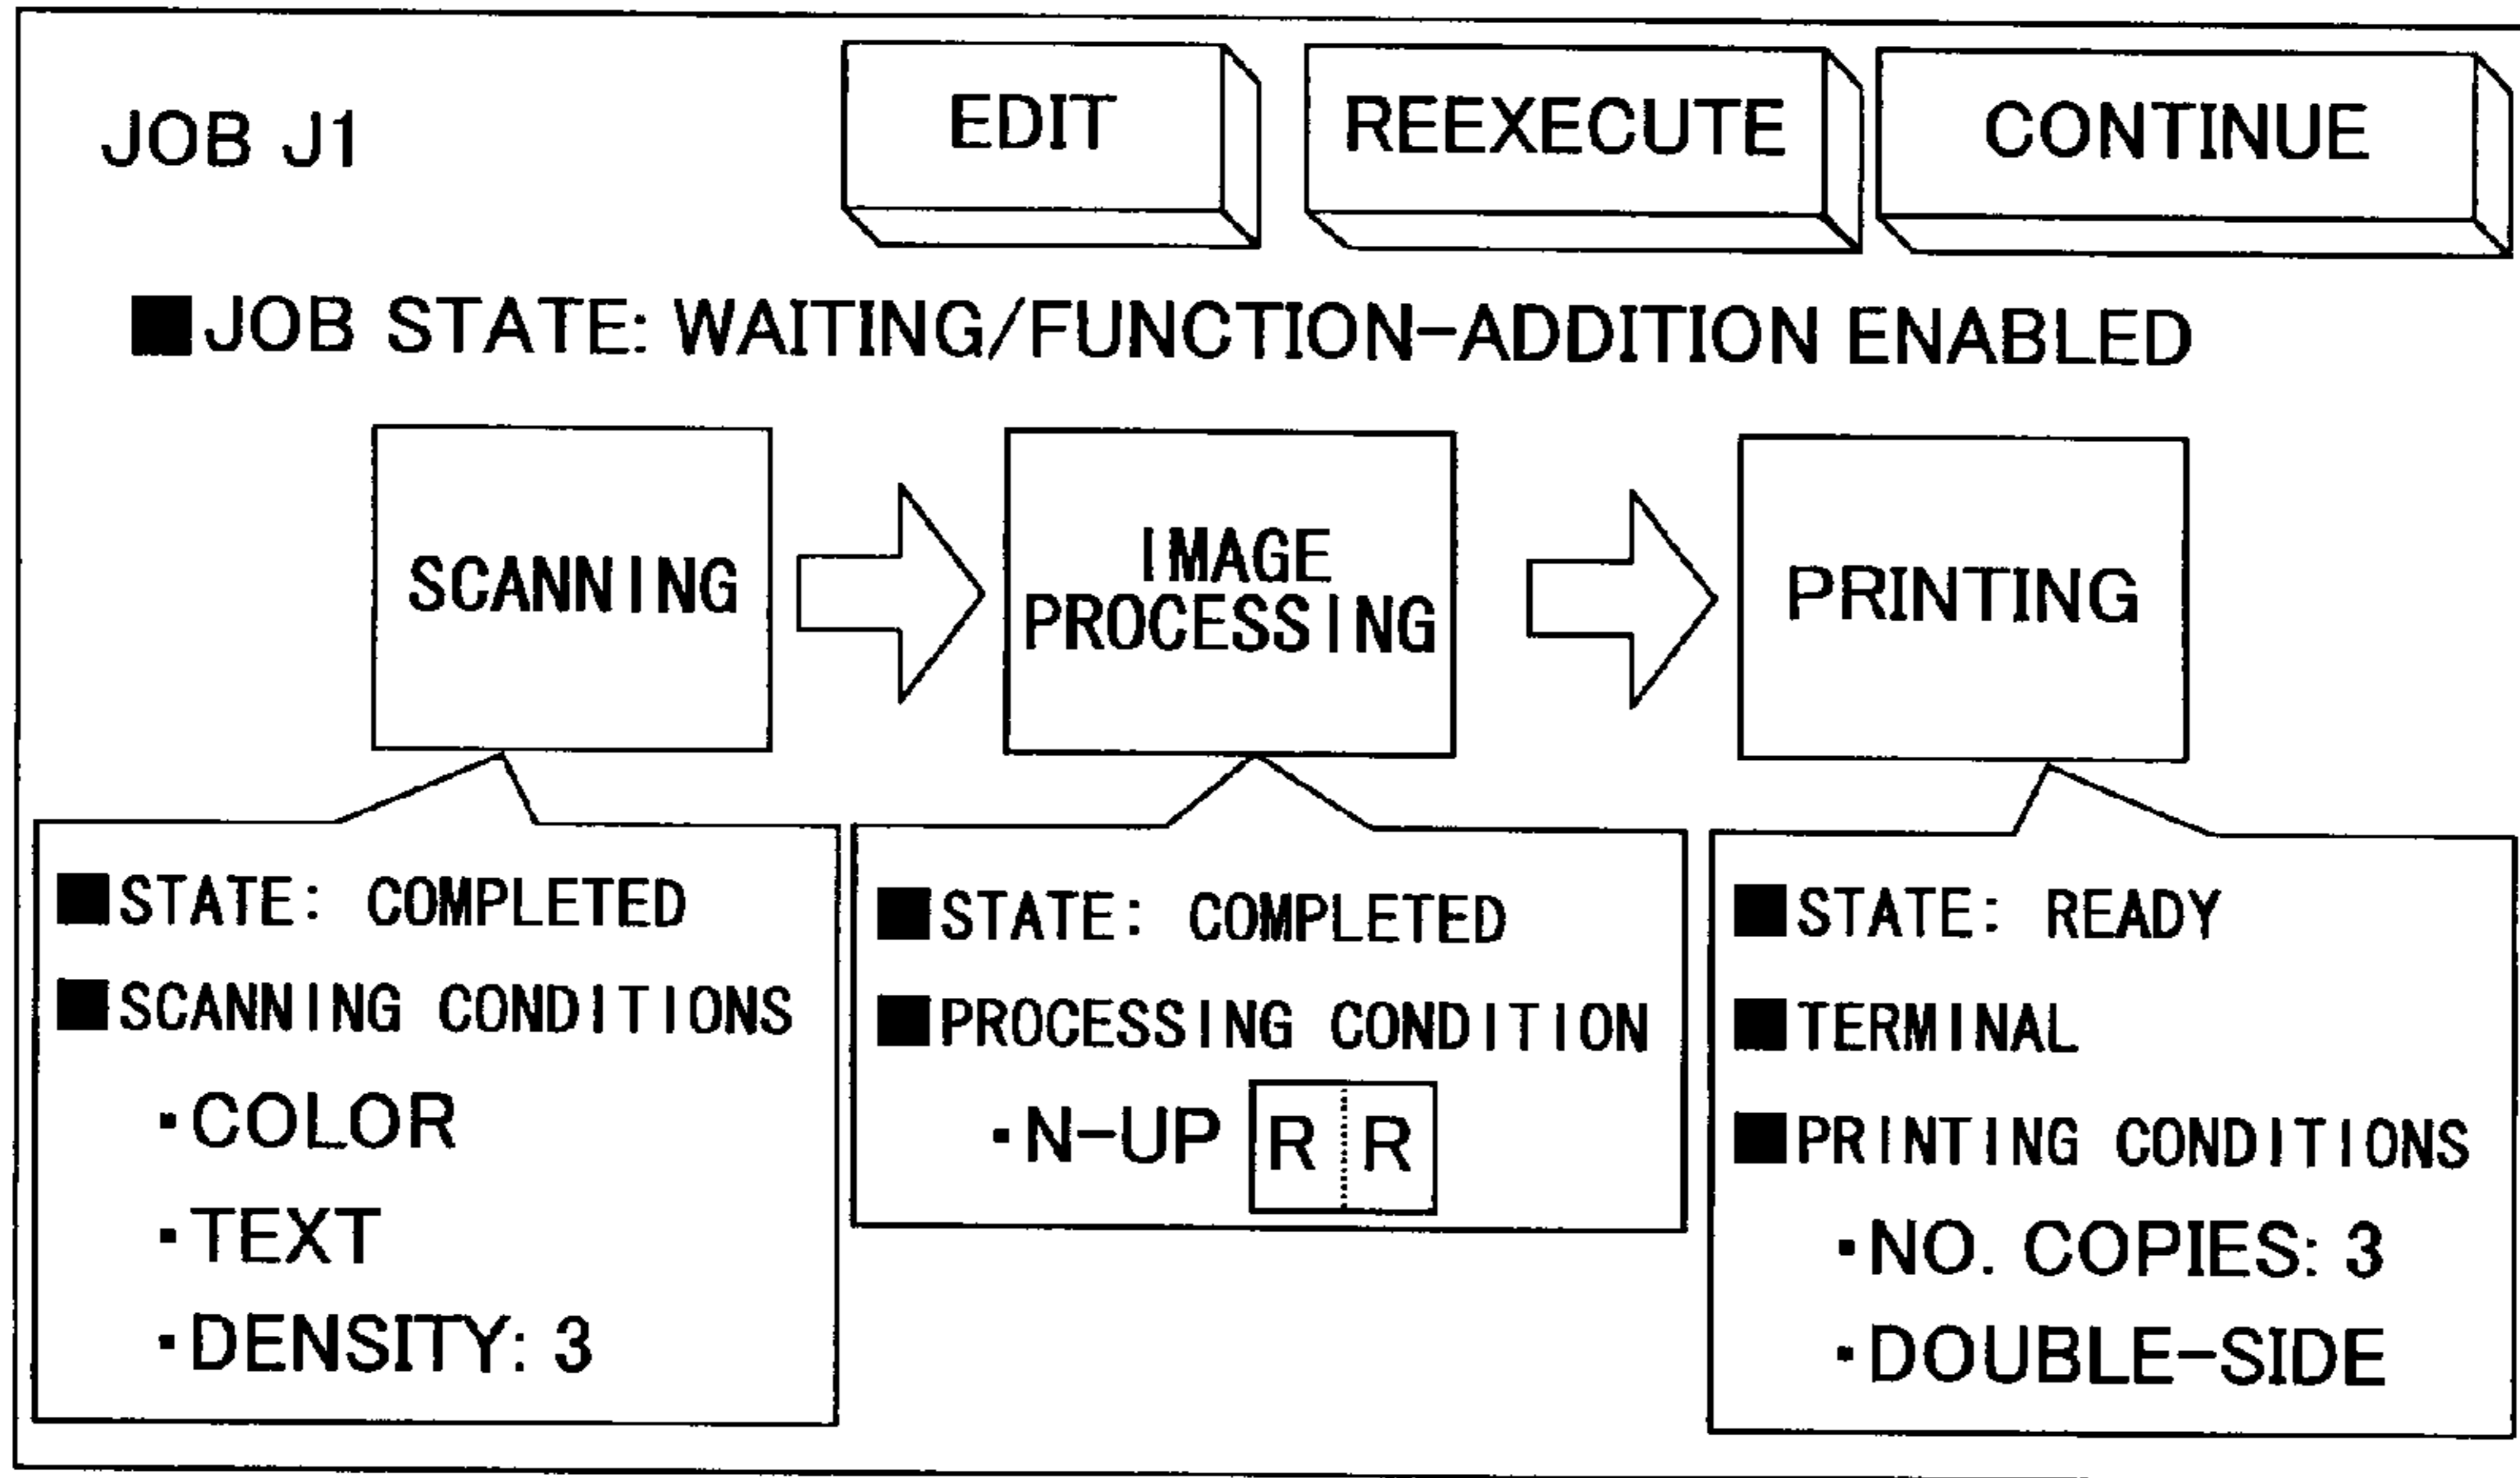 JOB J1
EDIT
REEXECUTE
CONTINUE
■JOB STATE: WAITING/FUNCTION-ADDITION ENABLED
SCANNING
IMAGE
PROCESSING
PRINTING
■STATE: COMPLETED
■SCANNING CONDITIONS
・COLOR
・TEXT
・DENSITY: 3
■STATE: COMPLETED
■PROCESSING CONDITION
・N-UP R R
■STATE: READY
■TERMINAL
■PRINTING CONDITIONS
・NO. COPIES: 3
・DOUBLE-SIDE